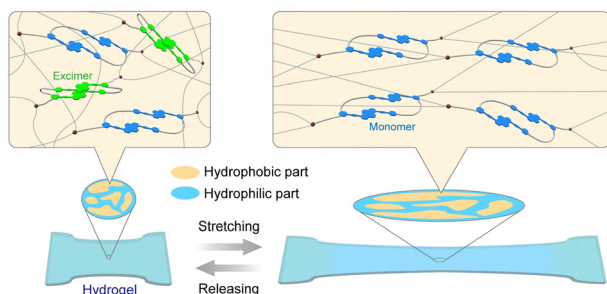 Excimer
Monomer
Hydrophobic part
Hydrophilic part
Stretching
Releasing
Hydrogel